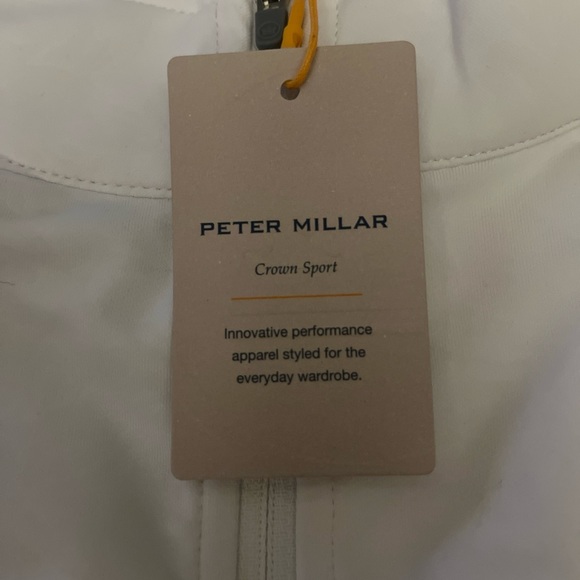 PETER MILLAR
Crown Sport
Innovative performance
apparel styled for the
everyday wardrobe.